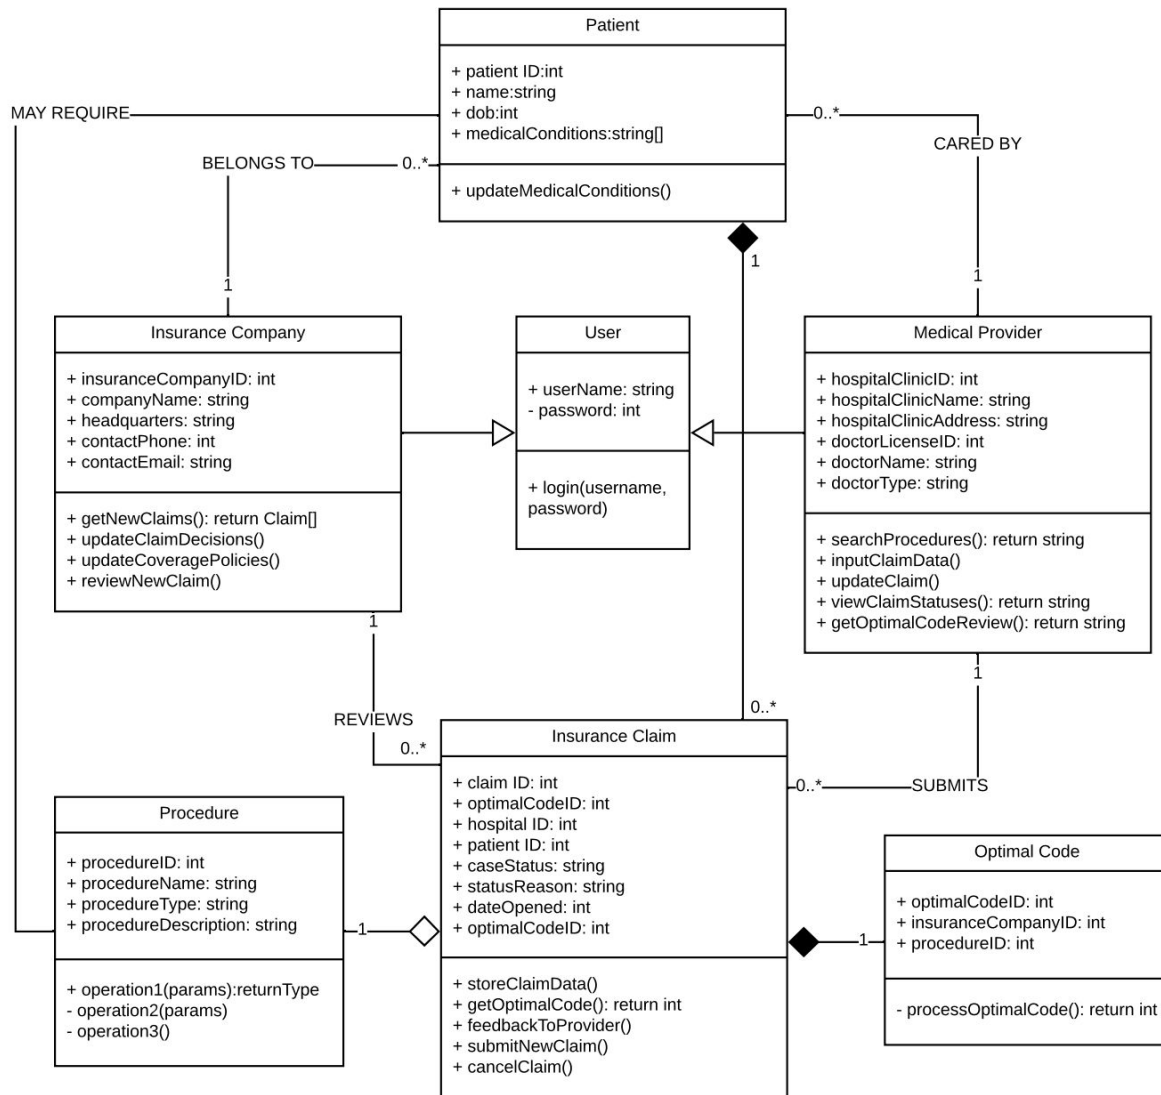 Patient
+ patient ID:int
+ name:string
+ dob:int
+ medicalConditions:string[]
+ updateMedicalConditions()
MAY REQUIRE
BELONGS TO
0..*
1
0..*
CARED BY
1
1
Insurance Company
+ insuranceCompanyID: int
+ companyName: string
+ headquarters: string
+ contactPhone: int
+ contactEmail: string
+ getNewClaims(): return Claim[]
+ updateClaimDecisions()
+ updateCoveragePolicies()
+ reviewNewClaim()
User
+ userName: string
- password: int
+ login(username,
password)
Medical Provider
+ hospitalClinicID: int
+ hospitalClinicName: string
+ hospitalClinicAddress: string
+ doctorLicenseID: int
+ doctorName: string
+ doctorType: string
+ searchProcedures(): return string
+ inputClaimData()
+ updateClaim()
+ viewClaimStatuses(): return string
+ getOptimalCodeReview(): return string
1
REVIEWS
0..*
0..*
1
0..*
SUBMITS
Insurance Claim
+ claim ID: int
+ optimalCodeID: int
+ hospital ID: int
+ patient ID: int
+ caseStatus: string
+ statusReason: string
+ dateOpened: int
+ optimalCodeID: int
+ storeClaimData()
+ getOptimalCode(): return int
+ feedbackToProvider()
+ submitNewClaim()
+ cancelClaim()
Procedure
+ procedureID: int
+ procedureName: string
+ procedureType: string
+ procedureDescription: string
+ operation1(params):returnType
- operation2(params)
- operation3()
1
1
Optimal Code
+ optimalCodeID: int
+ insuranceCompanyID: int
+ procedureID: int
- processOptimalCode(): return int